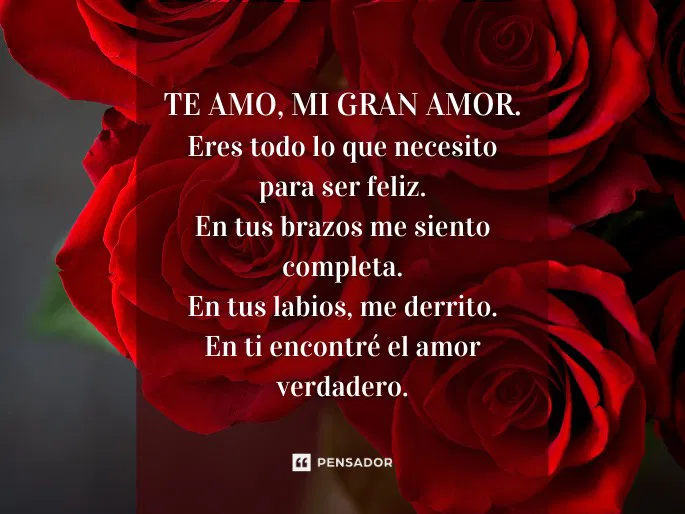 TE AMO, MI GRAN AMOR.
Eres todo lo que necesito
para ser feliz.
En tus brazos me siento
completa.
En tus labios, me derrito.
En ti encontré el amor
verdadero.
PENSADOR